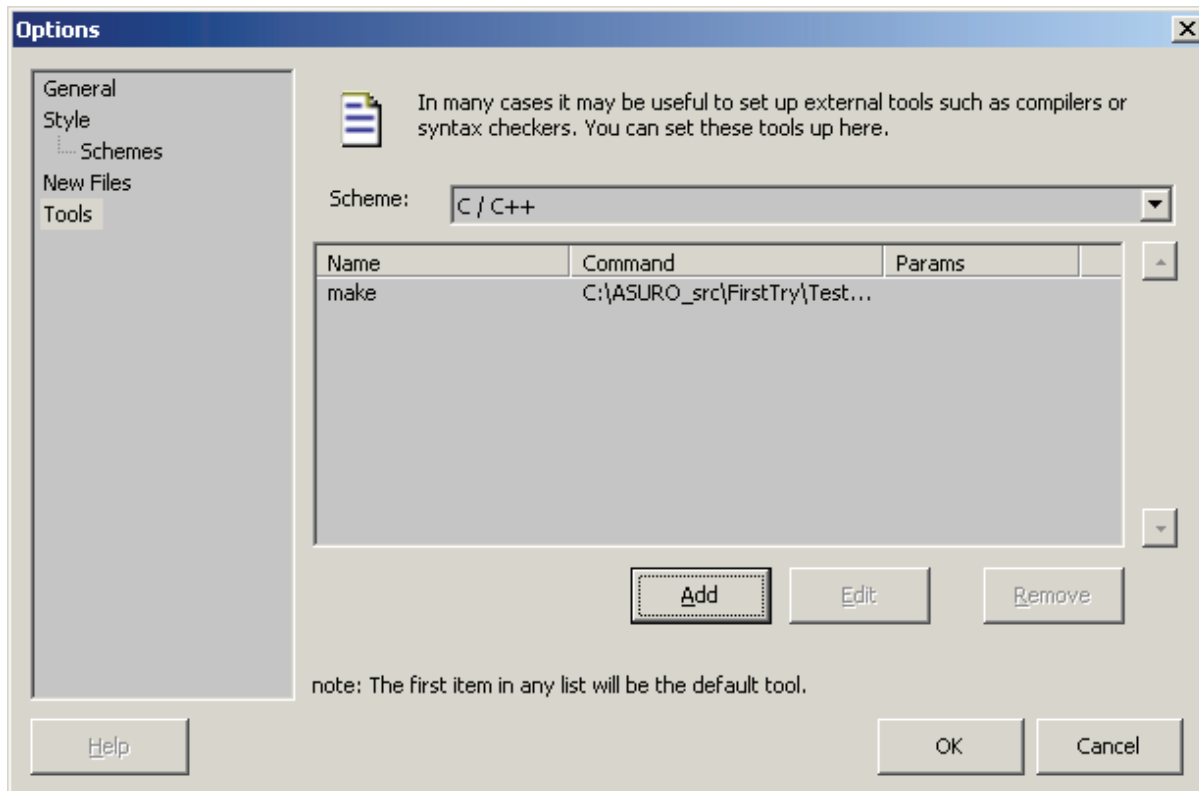 Options
General
Style
Schemes
New Files
Tools
In many cases it may be useful to set up external tools such as compilers or
syntax checkers. You can set these tools up here.
Scheme: C / C++
Name Command Params
make C:\ASURO_src\FirstTry\Test...
Add Edit Remove
note: The first item in any list will be the default tool.
Help OK Cancel